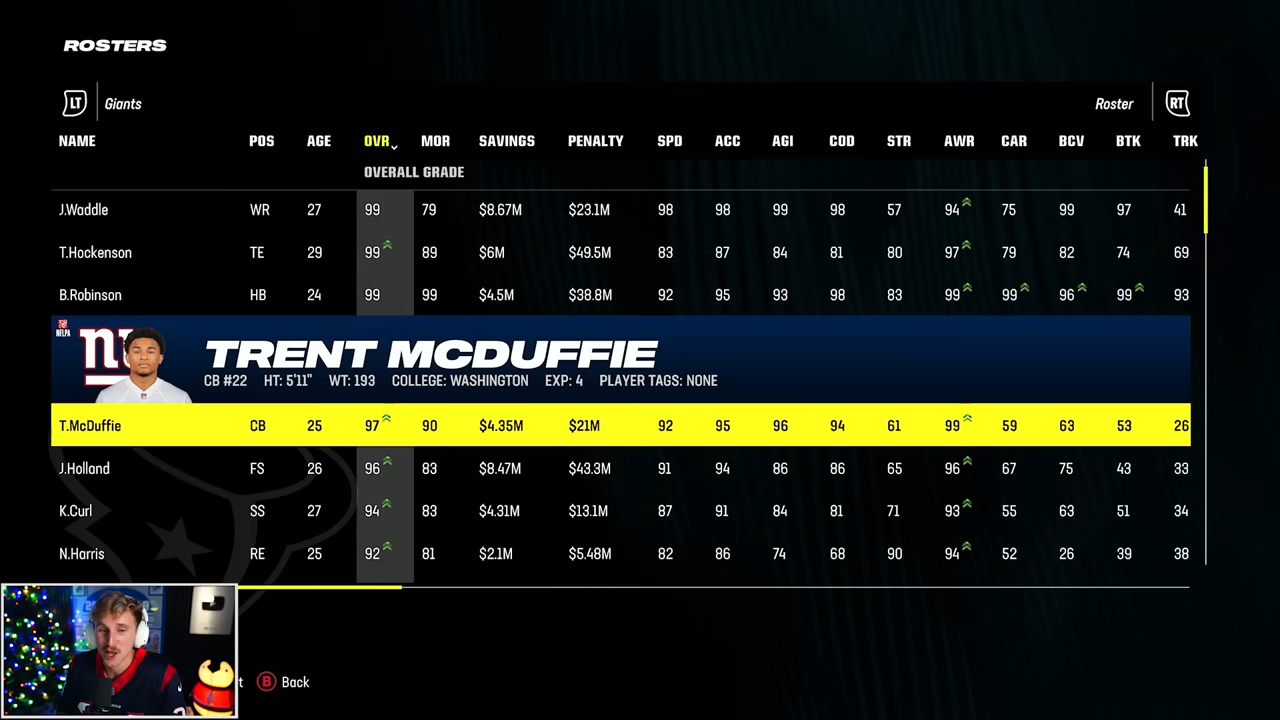 ROSTERS
LT Giants Roster RT
NAME POS AGE OVR MOR SAVINGS PENALTY SPD ACC AGI COD STR AWR CAR BCV BTK TRK
OVERALL GRADE
J.Waddle WR 27 99 79 $8.67M $23.1M 98 98 99 98 57 94 75 99 97 41
T.Hockenson TE 29 99 89 $6M $49.5M 83 87 84 81 80 97 79 82 74 69
B.Robinson HB 24 99 99 $4.5M $38.8M 92 95 93 98 83 99 99 96 99 93
NFLPA ny TRENT MCDUFFIE
CB #22 HT: 5'11" WT: 193 COLLEGE: WASHINGTON EXP: 4 PLAYER TAGS: NONE
T.McDuffie CB 25 97 90 $4.35M $21M 92 95 96 94 61 99 59 63 53 26
J.Holland FS 26 96 83 $8.47M $43.3M 91 94 86 86 65 96 67 75 43 33
K.Curl SS 27 94 83 $4.31M $13.1M 87 91 84 81 71 93 55 63 51 34
N.Harris RE 25 92 81 $2.1M $5.48M 82 86 74 68 90 94 52 26 39 38
t B Back